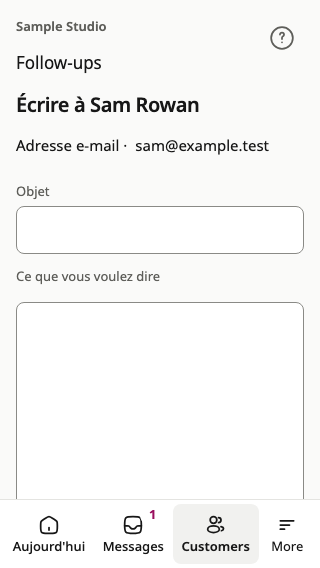 Sample Studio
Follow-ups
Écrire à Sam Rowan
Adresse e-mail · sam@example.test
Objet
Ce que vous voulez dire
1
Aujourd'hui
Messages
Customers
More